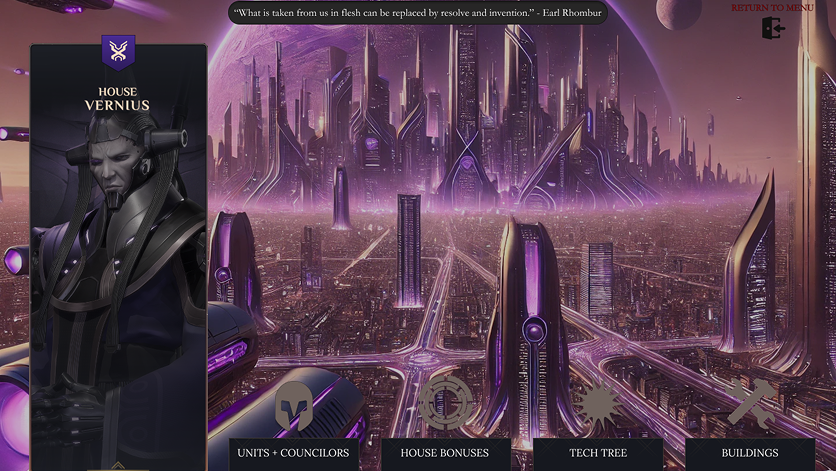 “What is taken from us in flesh can be replaced by resolve and invention.” - Earl Rhombur
RETURN TO MENU
HOUSE
VERNIUS
UNITS + COUNCILORS
HOUSE BONUSES
TECH TREE
BUILDINGS